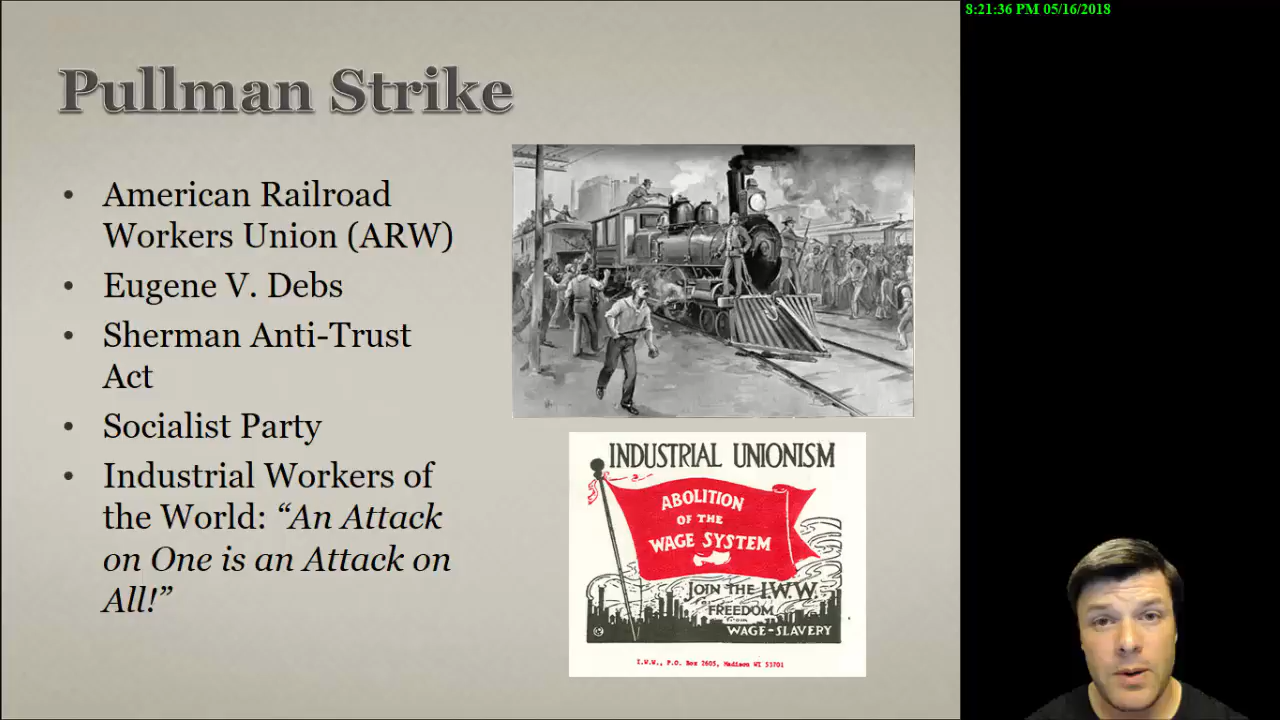 8:21:36 PM 05/16/2018
Pullman Strike
• American Railroad
Workers Union (ARW)
• Eugene V. Debs
• Sherman Anti-Trust
Act
• Socialist Party
• Industrial Workers of
the World: “An Attack
on One is an Attack on
All!”
INDUSTRIAL UNIONISM
ABOLITION
OF THE
WAGE SYSTEM
JOIN THE I.W.W.
FREEDOM
WAGE-SLAVERY
I.W.W., P.O. Box 2605, Madison WI 53701